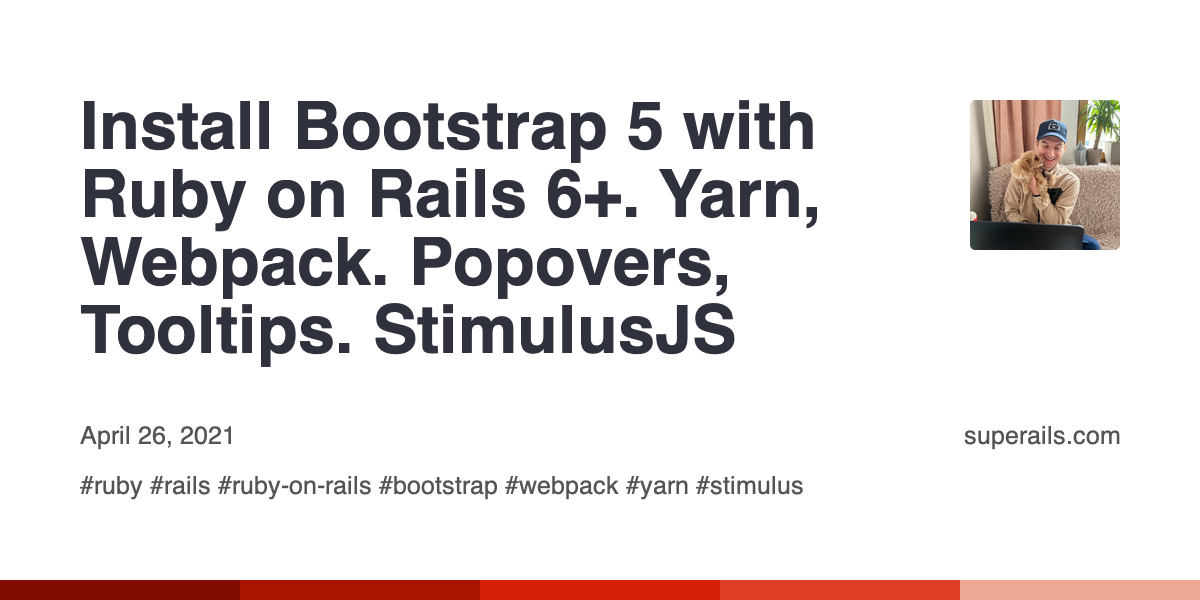 Install Bootstrap 5 with
Ruby on Rails 6+. Yarn,
Webpack. Popovers,
Tooltips. StimulusJS
April 26, 2021
superails.com
#ruby #rails #ruby-on-rails #bootstrap #webpack #yarn #stimulus